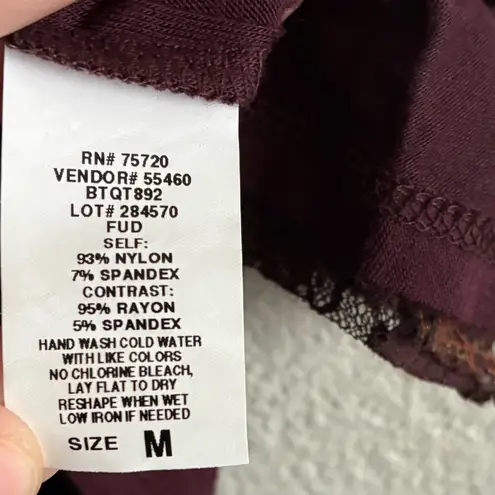 RN# 75720
VENDOR# 55460
BTQT892
LOT# 284570
FUD
SELF:
93% NYLON
7% SPANDEX
CONTRAST:
95% RAYON
5% SPANDEX
HAND WASH COLD WATER
WITH LIKE COLORS
NO CHLORINE BLEACH,
LAY FLAT TO DRY
RESHAPE WHEN WET
LOW IRON IF NEEDED
SIZE M